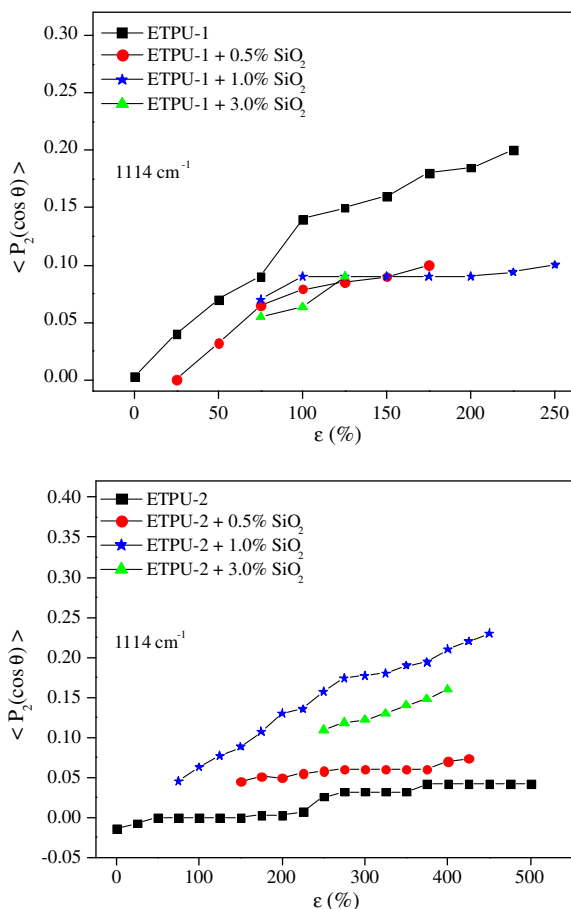 0.30
0.25
0.20
0.15
0.10
0.05
0.00
< P₂(cos θ) >
ETPU-1
ETPU-1 + 0.5% SiO₂
ETPU-1 + 1.0% SiO₂
ETPU-1 + 3.0% SiO₂
1114 cm⁻¹
0 50 100 150 200 250
ε (%)
0.40
0.35
0.30
0.25
0.20
0.15
0.10
0.05
0.00
-0.05
< P₂(cos θ) >
ETPU-2
ETPU-2 + 0.5% SiO₂
ETPU-2 + 1.0% SiO₂
ETPU-2 + 3.0% SiO₂
1114 cm⁻¹
0 100 200 300 400 500
ε (%)